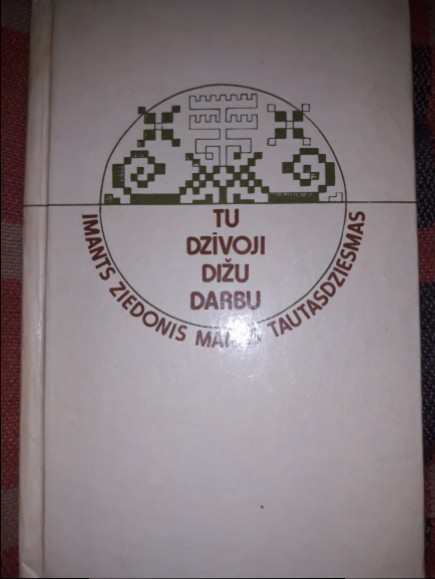 TU
DZĪVOJI
DIŽU
DARBU
IMANTS ZIEDONIS TAUTASDZIESMAS